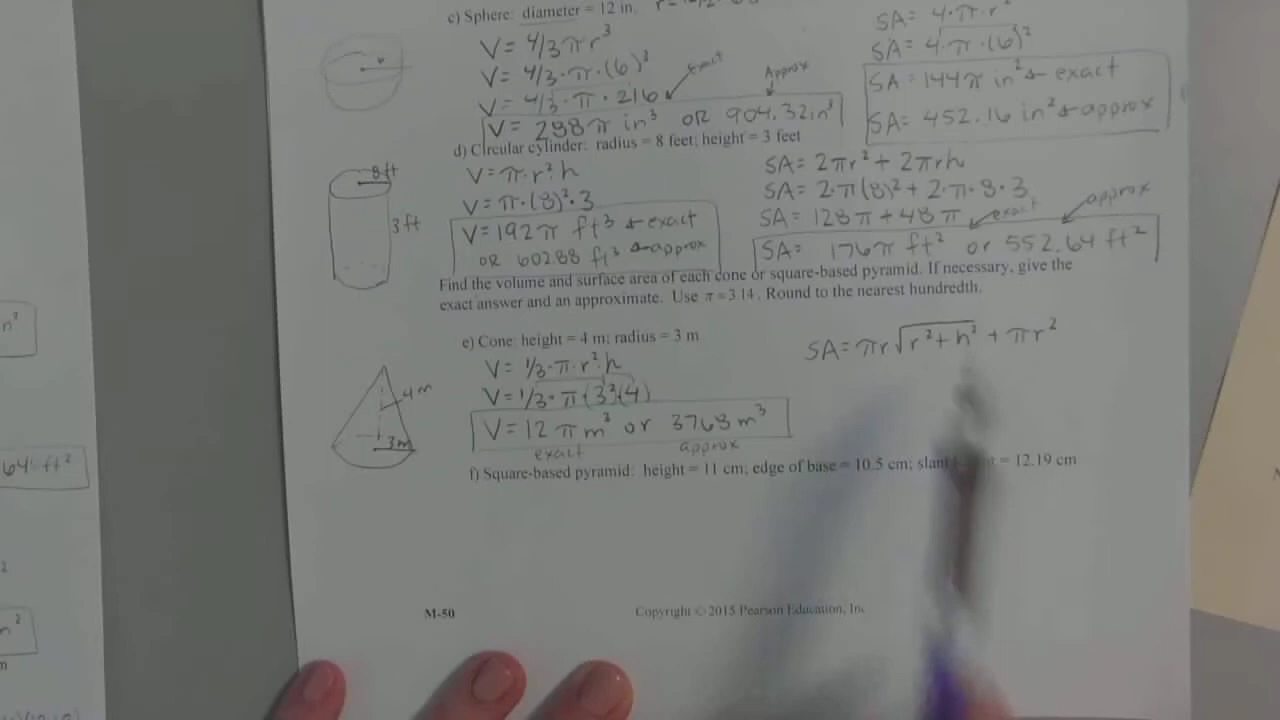 c) Sphere: diameter = 12 in.
V = 4/3 πr³
V = 4/3 · π · (6)³
V = 4/3 · π · 216
exact
Approx
V = 288π in³ OR 904.32 in³
SA = 4·π·r²
SA = 4·π·(6)²
SA = 144π in² ← exact
SA = 452.16 in² ← approx
d) Circular cylinder: radius = 8 feet; height = 3 feet
8ft
3ft
V = π·r²·h
V = π·(8)²·3
V = 192π ft³ ← exact
OR 602.88 ft³ ← approx
SA = 2πr² + 2πrh
SA = 2·π(8)² + 2·π·8·3
SA = 128π + 48π
exact
approx
SA = 176π ft² or 552.64 ft²
Find the volume and surface area of each cone or square-based pyramid. If necessary, give the
exact answer and an approximate. Use π = 3.14. Round to the nearest hundredth.
e) Cone: height = 4 m; radius = 3 m
4m
3m
V = 1/3·π·r²·h
V = 1/3·π(3²)(4)
V = 12πm³ or 37.68 m³
exact
approx
SA = πr√r²+h² + πr²
f) Square-based pyramid: height = 11 cm; edge of base = 10.5 cm; = 12.19 cm
M-50
Copyright © 2015 Pearson Education, Inc
64 ft²